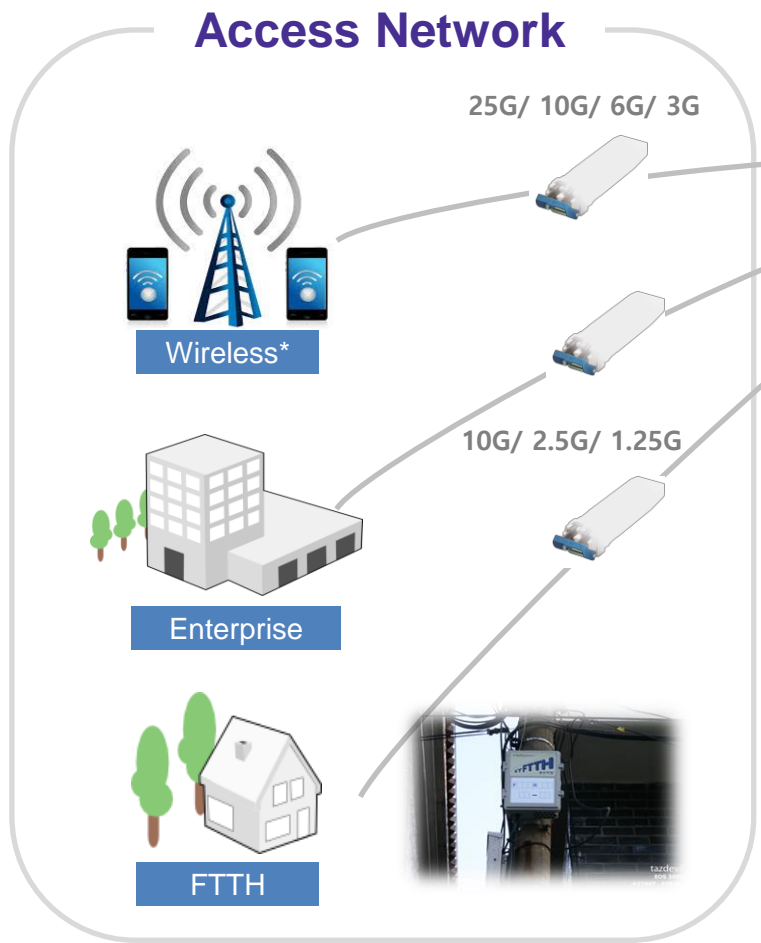 Access Network
25G/ 10G/ 6G/ 3G
Wireless*
10G/ 2.5G/ 1.25G
Enterprise
FTTH
FTTH